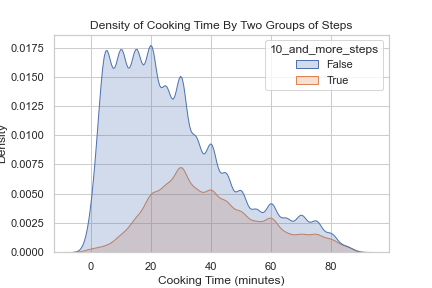 Density of Cooking Time By Two Groups of Steps
10_and_more_steps
False
True
0.0175
0.0150
0.0125
0.0100
0.0075
0.0050
0.0025
0.0000
Density
0 20 40 60 80
Cooking Time (minutes)